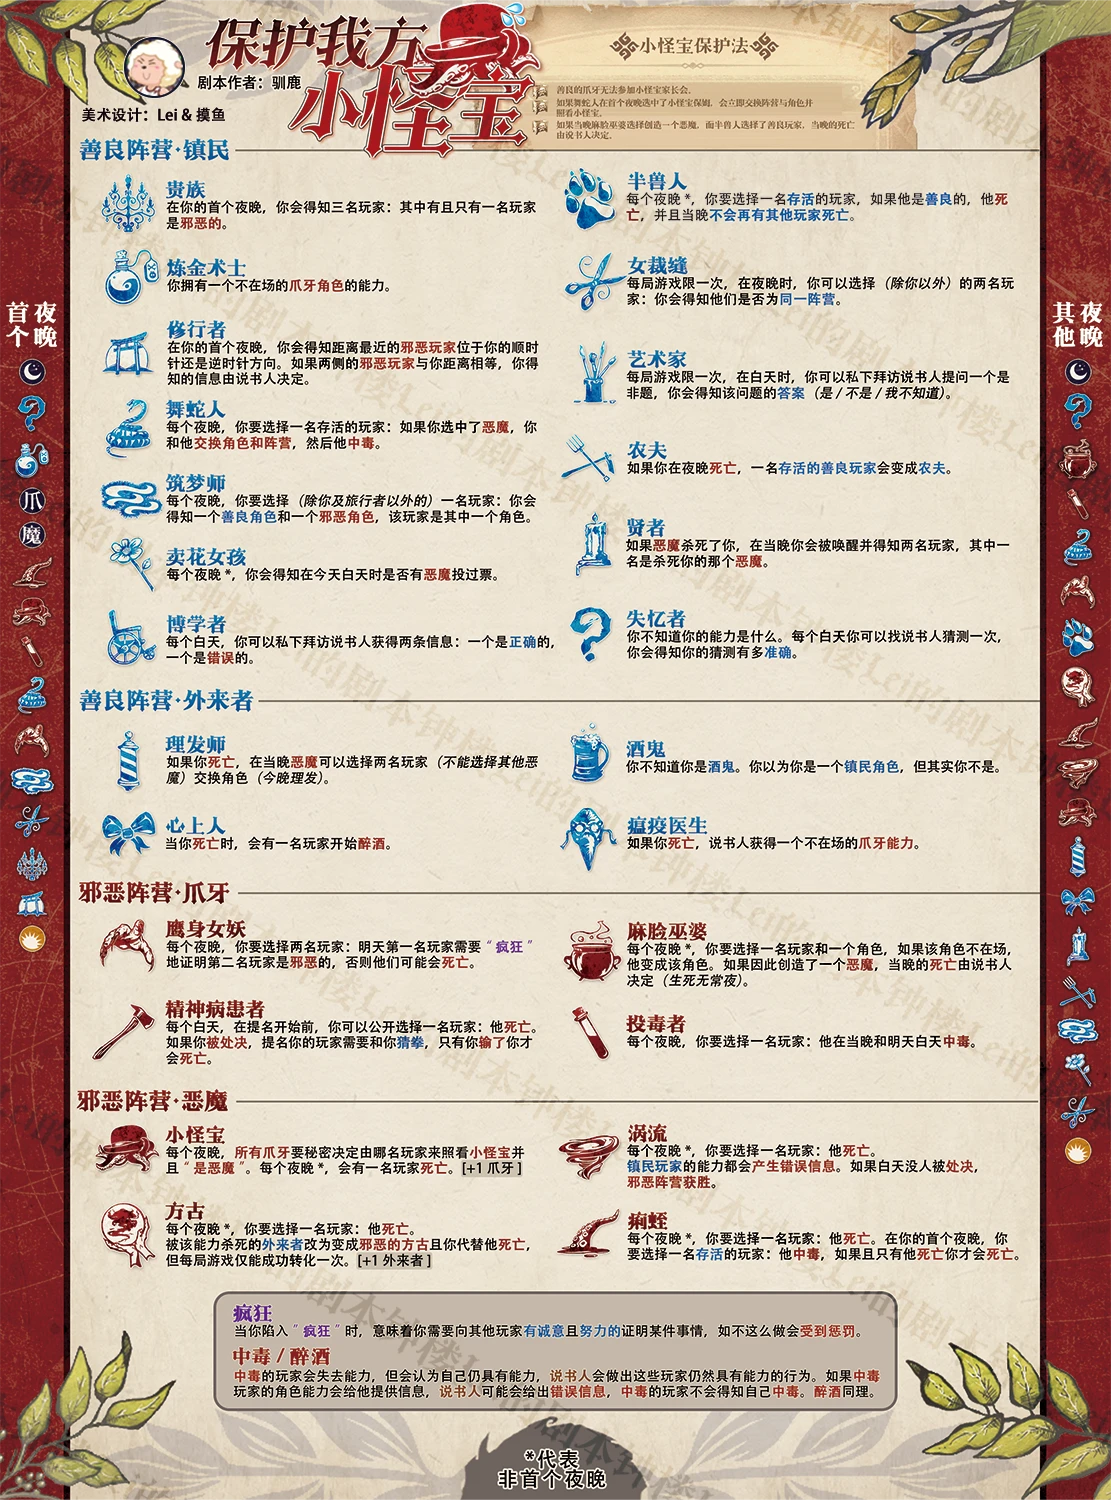 保护我方
小怪宝
剧本作者：驯鹿
美术设计：Lei & 摸鱼
小怪宝保护法
善良的爪牙无法参加小怪宝家长会。
如果舞蛇人在首个夜晚选中了小怪宝保姆，会立即交换阵营与角色并
照看小怪宝。
如果当晚麻脸巫婆选择创造一个恶魔，而半兽人选择了善良玩家，当晚的死亡
由说书人决定。
善良阵营·镇民
贵族
在你的首个夜晚，你会得知三名玩家：其中有且只有一名玩家
是邪恶的。
炼金术士
你拥有一个不在场的爪牙角色的能力。
修行者
在你的首个夜晚，你会得知距离最近的邪恶玩家位于你的顺时
针还是逆时针方向。如果两侧的邪恶玩家与你距离相等，你得
知的信息由说书人决定。
舞蛇人
每个夜晚，你要选择一名存活的玩家：如果你选中了恶魔，你
和他交换角色和阵营，然后他中毒。
筑梦师
每个夜晚，你要选择（除你及旅行者以外的）一名玩家：你会
得知一个善良角色和一个邪恶角色，该玩家是其中一个角色。
卖花女孩
每个夜晚 *，你会得知在今天白天时是否有恶魔投过票。
博学者
每个白天，你可以私下拜访说书人获得两条信息：一个是正确的，
一个是错误的。
半兽人
每个夜晚 *，你要选择一名存活的玩家，如果他是善良的，他死
亡，并且当晚不会再有其他玩家死亡。
女裁缝
每局游戏限一次，在夜晚时，你可以选择（除你以外）的两名玩
家：你会得知他们是否为同一阵营。
艺术家
每局游戏限一次，在白天时，你可以私下拜访说书人提问一个是
非题，你会得知该问题的答案（是 / 不是 / 我不知道）。
农夫
如果你在夜晚死亡，一名存活的善良玩家会变成农夫。
贤者
如果恶魔杀死了你，在当晚你会被唤醒并得知两名玩家，其中一
名是杀死你的那个恶魔。
失忆者
你不知道你的能力是什么。每个白天你可以找说书人猜测一次，
你会得知你的猜测有多准确。
善良阵营·外来者
理发师
如果你死亡，在当晚恶魔可以选择两名玩家（不能选择其他恶
魔）交换角色（今晚理发）。
心上人
当你死亡时，会有一名玩家开始醉酒。
酒鬼
你不知道你是酒鬼。你以为你是一个镇民角色，但其实你不是。
瘟疫医生
如果你死亡，说书人获得一个不在场的爪牙能力。
邪恶阵营·爪牙
鹰身女妖
每个夜晚，你要选择两名玩家：明天第一名玩家需要“疯狂”
地证明第二名玩家是邪恶的，否则他们可能会死亡。
精神病患者
每个白天，在提名开始前，你可以公开选择一名玩家：他死亡。
如果你被处决，提名你的玩家需要和你猜拳，只有你输了你才
会死亡。
麻脸巫婆
每个夜晚 *，你要选择一名玩家和一个角色，如果该角色不在场，
他变成该角色。如果因此创造了一个恶魔，当晚的死亡由说书人
决定（生死无常夜）。
投毒者
每个夜晚，你要选择一名玩家：他在当晚和明天白天中毒。
邪恶阵营·恶魔
小怪宝
每个夜晚，所有爪牙要秘密决定由哪名玩家来照看小怪宝并
且“是恶魔”。每个夜晚 *，会有一名玩家死亡。[+1 爪牙 ]
方古
每个夜晚 *，你要选择一名玩家：他死亡。
被该能力杀死的外来者改为变成邪恶的方古且你代替他死亡，
但每局游戏仅能成功转化一次。[+1 外来者 ]
涡流
每个夜晚 *，你要选择一名玩家：他死亡。
镇民玩家的能力都会产生错误信息。如果白天没人被处决，
邪恶阵营获胜。
痢蛭
每个夜晚 *，你要选择一名玩家：他死亡。在你的首个夜晚，你
要选择一名存活的玩家：他中毒，如果且只有他死亡你才会死亡。
疯狂
当你陷入“疯狂”时，意味着你需要向其他玩家有诚意且努力的证明某件事情，如不这么做会受到惩罚。
中毒 / 醉酒
中毒的玩家会失去能力，但会认为自己仍具有能力，说书人会做出这些玩家仍然具有能力的行为。如果中毒
玩家的角色能力会给他提供信息，说书人可能会给出错误信息，中毒的玩家不会得知自己中毒。醉酒同理。
*代表
非首个夜晚
首个夜晚
爪
魔
其他夜晚